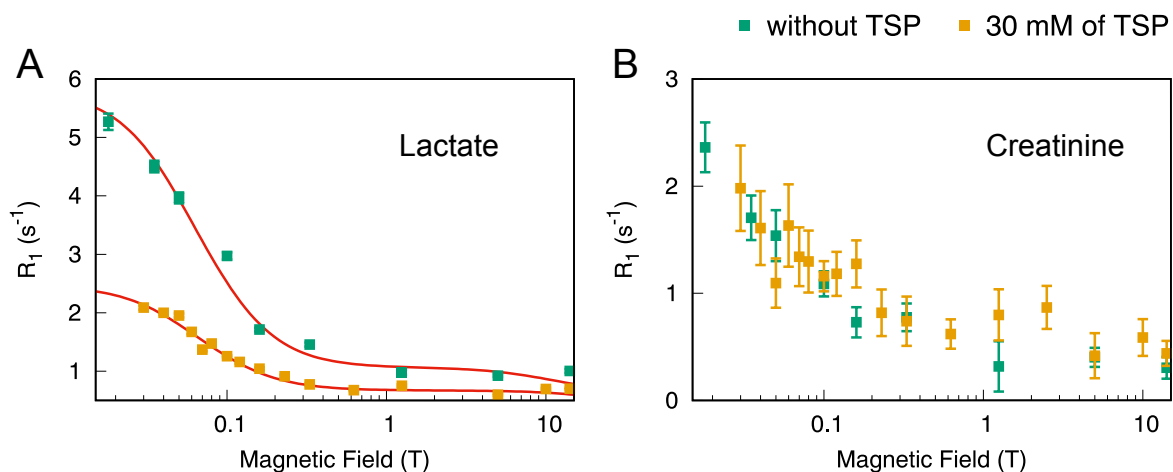 without TSP 30 mM of TSP
A
6
5
4
3
2
1
R1 (s-1)
Lactate
0.1 1 10
Magnetic Field (T)
B
3
2
1
0
R1 (s-1)
Creatinine
0.1 1 10
Magnetic Field (T)